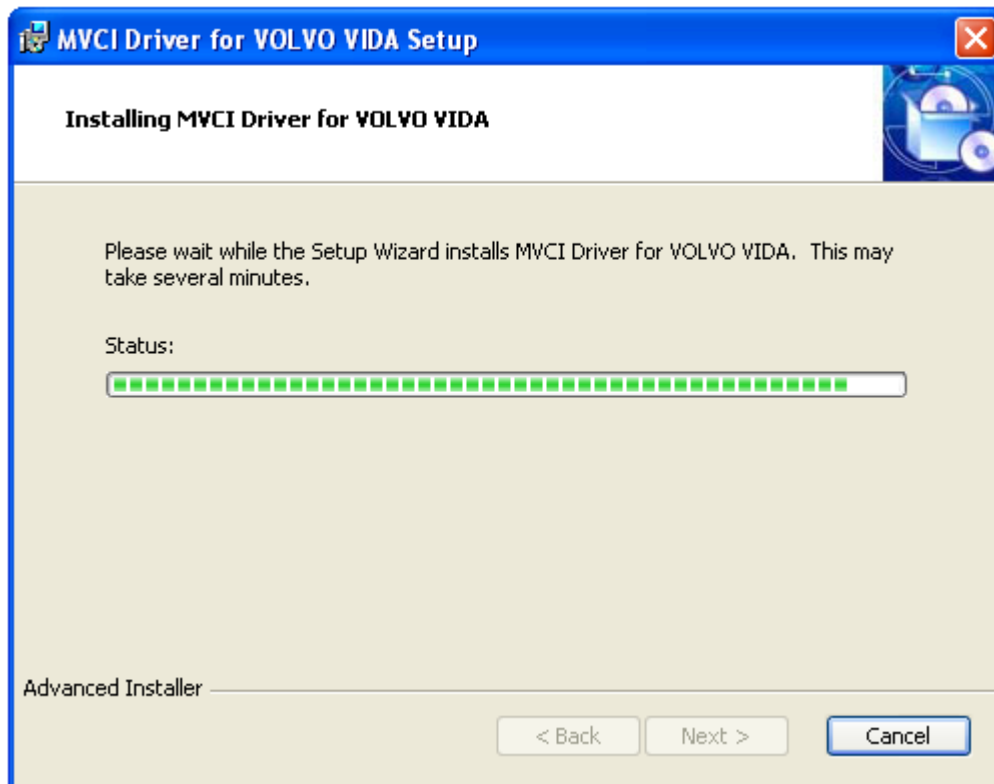 MVCI Driver for VOLVO VIDA Setup
Installing MVCI Driver for VOLVO VIDA
Please wait while the Setup Wizard installs MVCI Driver for VOLVO VIDA. This may
take several minutes.
Status:
Advanced Installer
< Back Next > Cancel